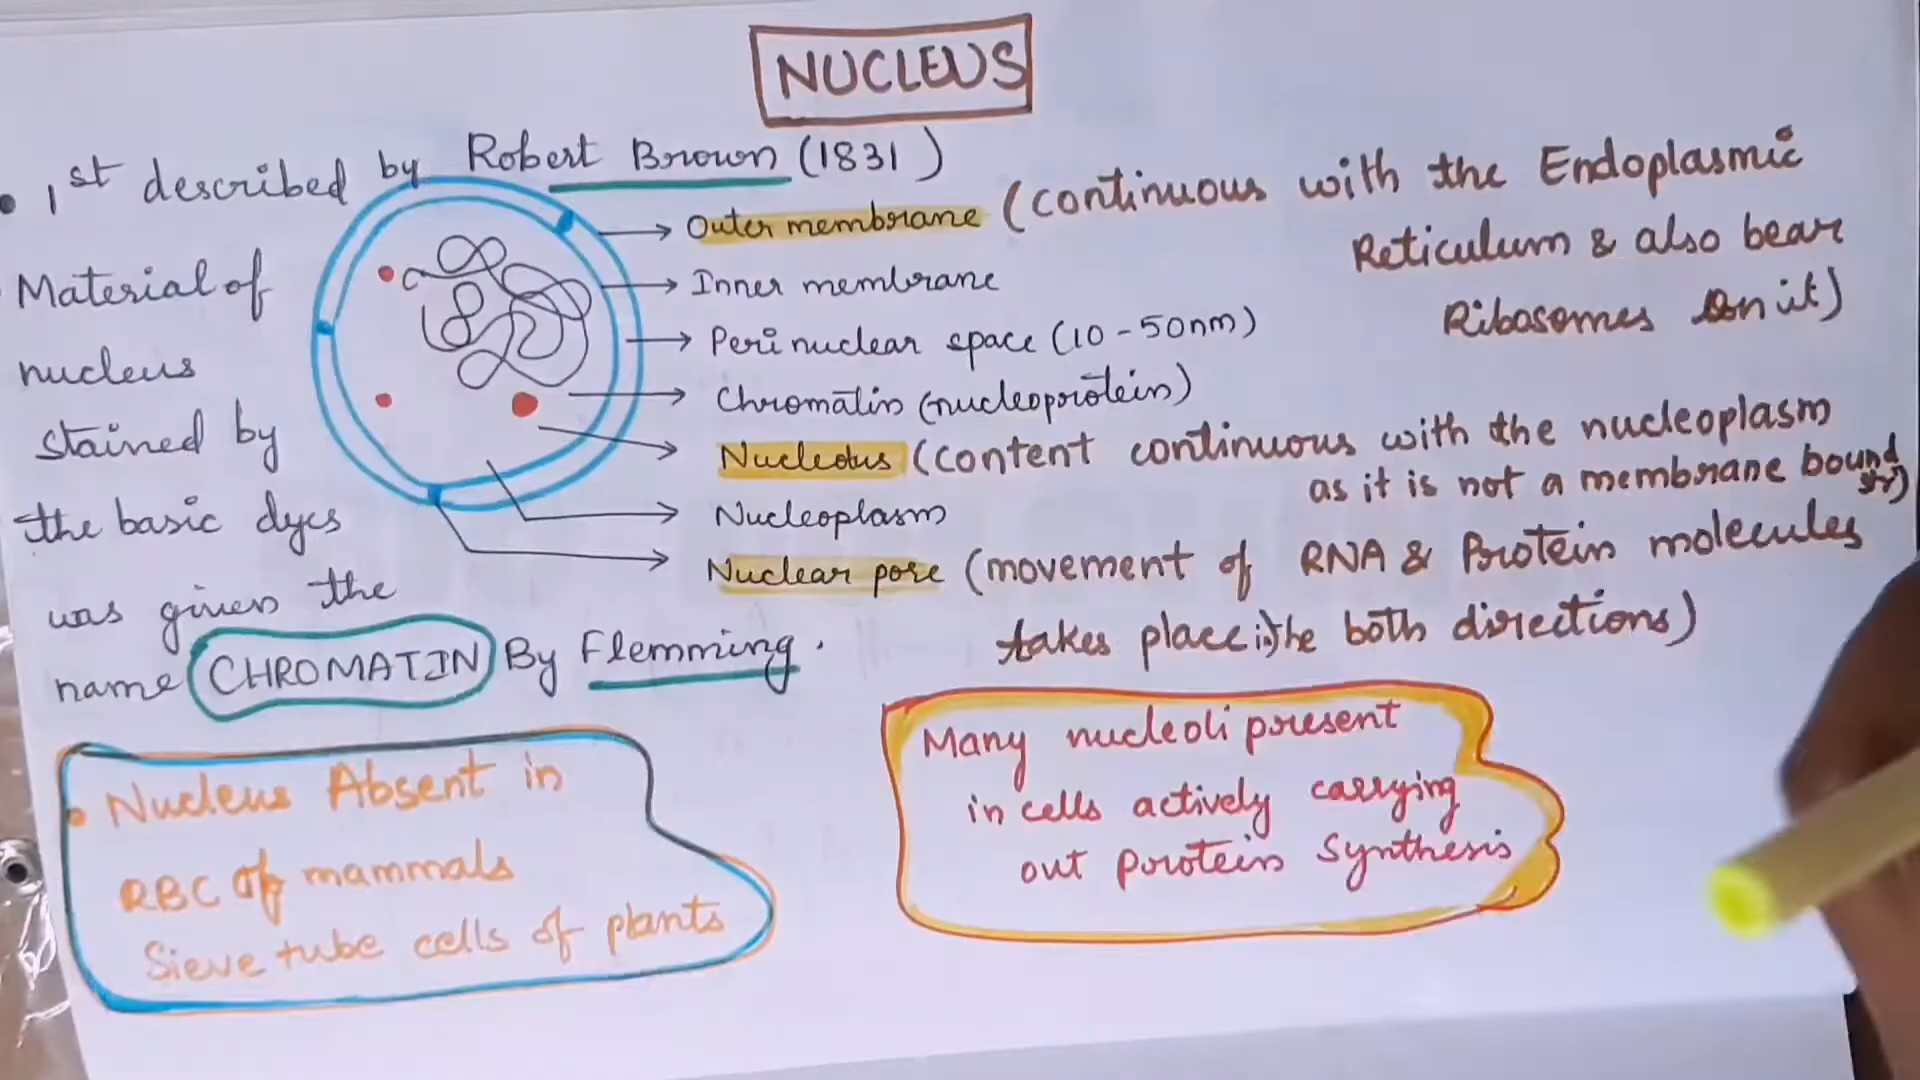 NUCLEUS
• 1st described by Robert Brown (1831)
Material of
nucleus
stained by
the basic dyes
was given the
name CHROMATIN By Flemming.
Outer membrane (continuous with the Endoplasmic
Reticulum & also bear
Ribosomes on it)
Inner membrane
Perinuclear space (10-50nm)
Chromatin (nucleoprotein)
Nucleolus (content continuous with the nucleoplasm
as it is not a membrane bound
str)
Nucleoplasm
Nuclear pore (movement of RNA & Protein molecules
takes place in the both directions)
• Nucleus Absent in
RBC of mammals
Sieve tube cells of plants
Many nucleoli present
in cells actively carrying
out protein synthesis